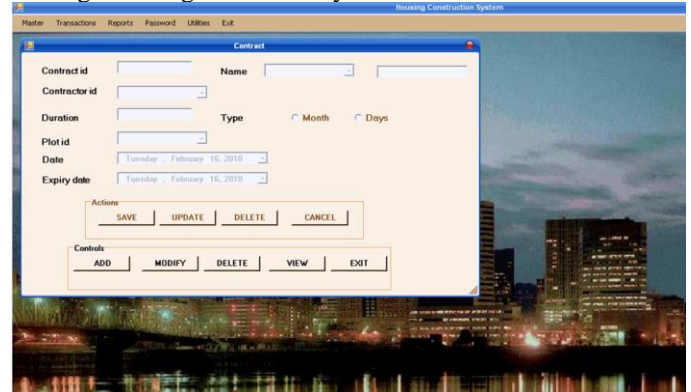 Housing Construction System
Master Transactions Reports Password Utilities Exit
Contract
Contract id Name
Contractor id
Duration Type Month Days
Plot id
Date Tuesday , February 16, 2010
Expiry date Tuesday , February 16, 2010
Actions
SAVE UPDATE DELETE CANCEL
Controls
ADD MODIFY DELETE VIEW EXIT